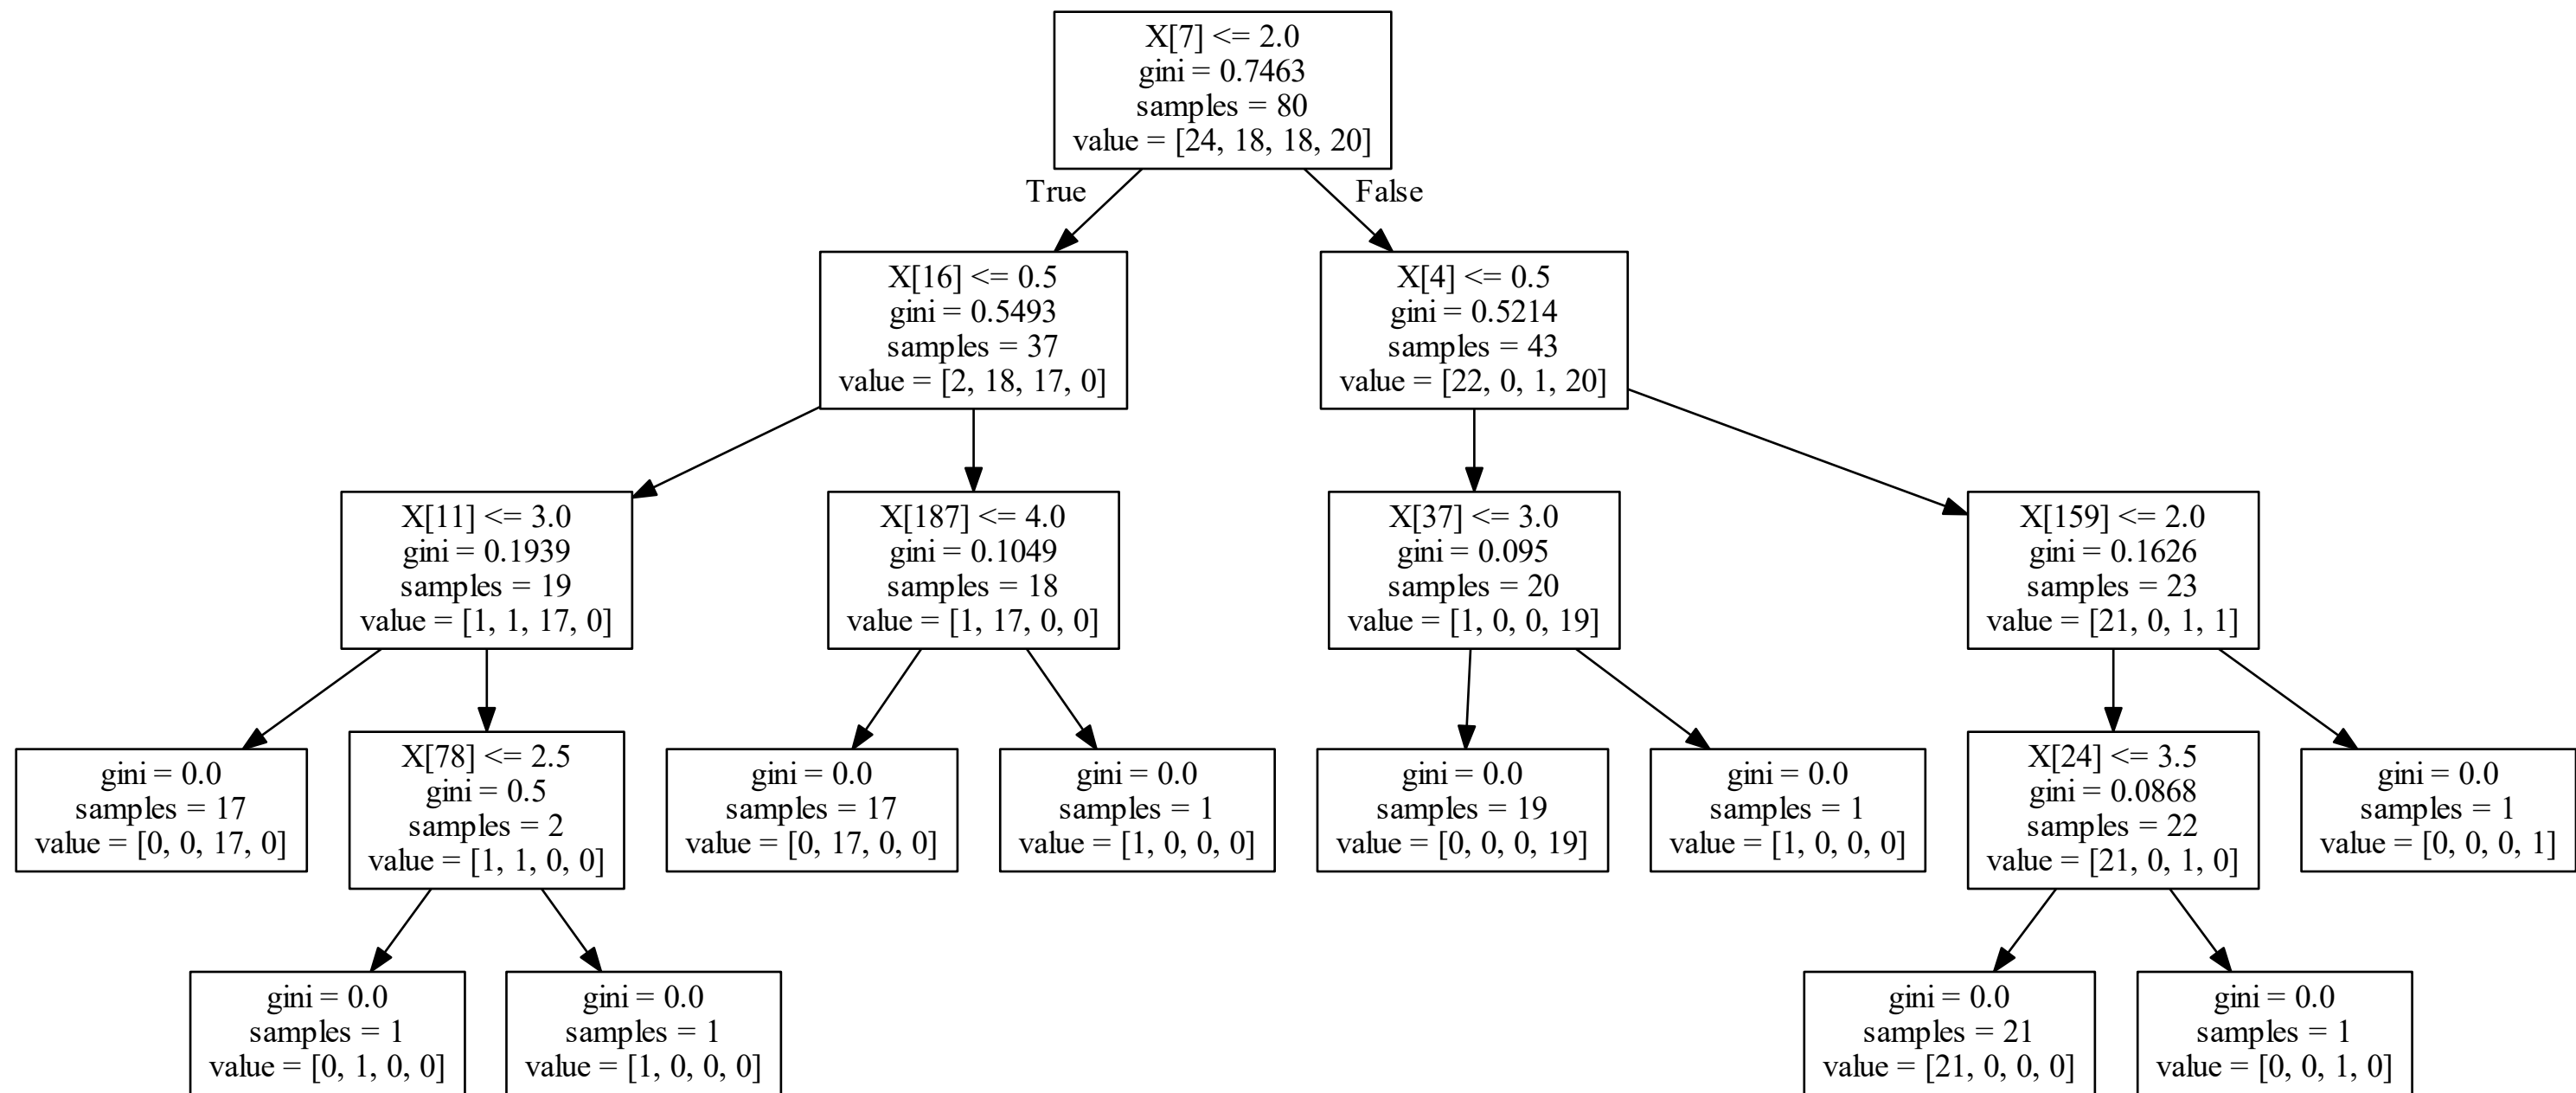 X[7] <= 2.0
gini = 0.7463
samples = 80
value = [24, 18, 18, 20]
True
False
X[16] <= 0.5
gini = 0.5493
samples = 37
value = [2, 18, 17, 0]
X[4] <= 0.5
gini = 0.5214
samples = 43
value = [22, 0, 1, 20]
X[11] <= 3.0
gini = 0.1939
samples = 19
value = [1, 1, 17, 0]
X[187] <= 4.0
gini = 0.1049
samples = 18
value = [1, 17, 0, 0]
X[37] <= 3.0
gini = 0.095
samples = 20
value = [1, 0, 0, 19]
X[159] <= 2.0
gini = 0.1626
samples = 23
value = [21, 0, 1, 1]
gini = 0.0
samples = 17
value = [0, 0, 17, 0]
X[78] <= 2.5
gini = 0.5
samples = 2
value = [1, 1, 0, 0]
gini = 0.0
samples = 17
value = [0, 17, 0, 0]
gini = 0.0
samples = 1
value = [1, 0, 0, 0]
gini = 0.0
samples = 19
value = [0, 0, 0, 19]
gini = 0.0
samples = 1
value = [1, 0, 0, 0]
X[24] <= 3.5
gini = 0.0868
samples = 22
value = [21, 0, 1, 0]
gini = 0.0
samples = 1
value = [0, 0, 0, 1]
gini = 0.0
samples = 1
value = [0, 1, 0, 0]
gini = 0.0
samples = 1
value = [1, 0, 0, 0]
gini = 0.0
samples = 21
value = [21, 0, 0, 0]
gini = 0.0
samples = 1
value = [0, 0, 1, 0]